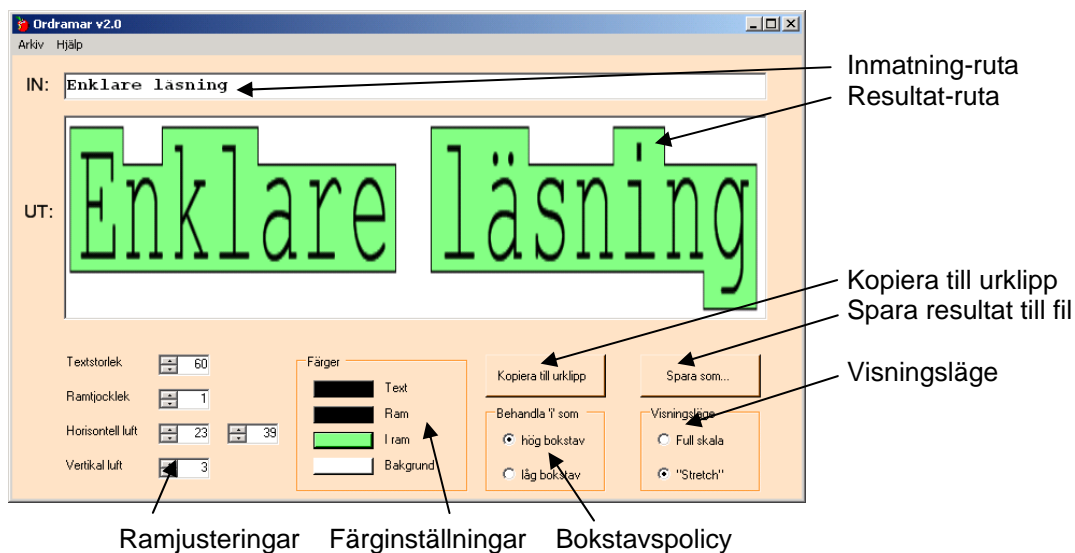 Ordramar v2.0
Arkiv Hjälp
IN: Enklare läsning
Inmatning-ruta
Resultat-ruta
UT: Enklare läsning
Kopiera till urklipp
Spara resultat till fil
Visningsläge
Textstorlek 60
Ramtjocklek 1
Horisontell luft 23 39
Vertikal luft 3
Färger
Text
Ram
I ram
Bakgrund
Kopiera till urklipp
Spara som...
Behandla 'i' som
hög bokstav
låg bokstav
Visningsläge
Full skala
"Stretch"
Ramjusteringar Färginställningar Bokstavspolicy